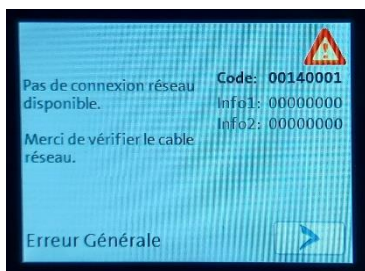 Pas de connexion réseau
disponible.
Merci de vérifier le cable
réseau.
Code: 00140001
Info1: 00000000
Info2: 00000000
Erreur Générale